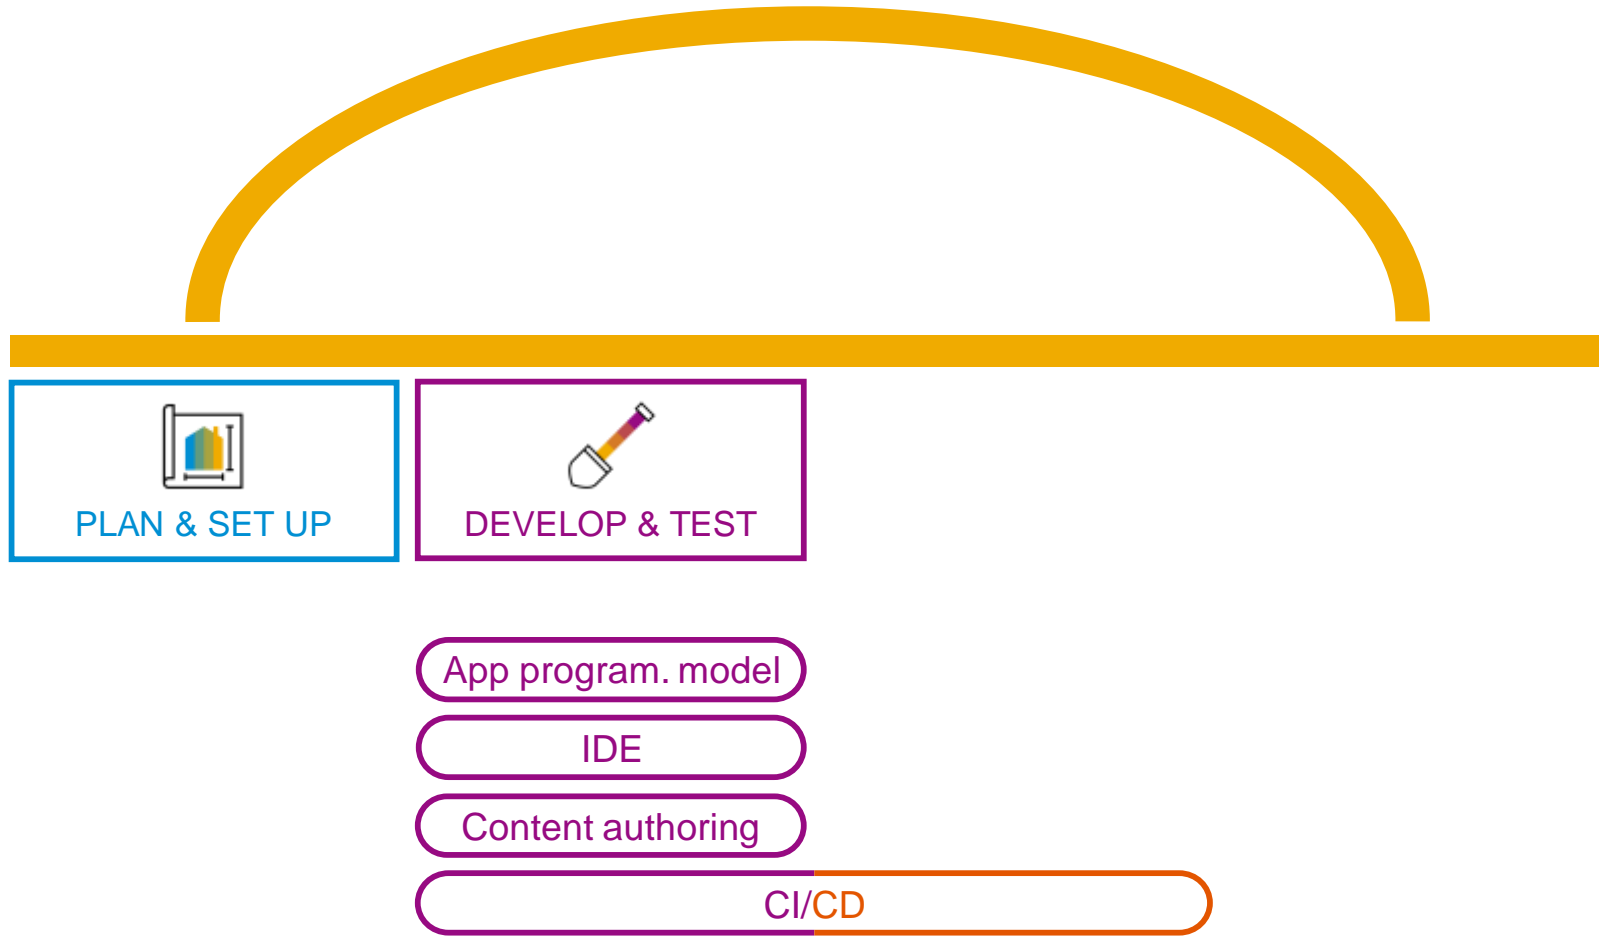 PLAN & SET UP
DEVELOP & TEST
App program. model
IDE
Content authoring
CI/CD